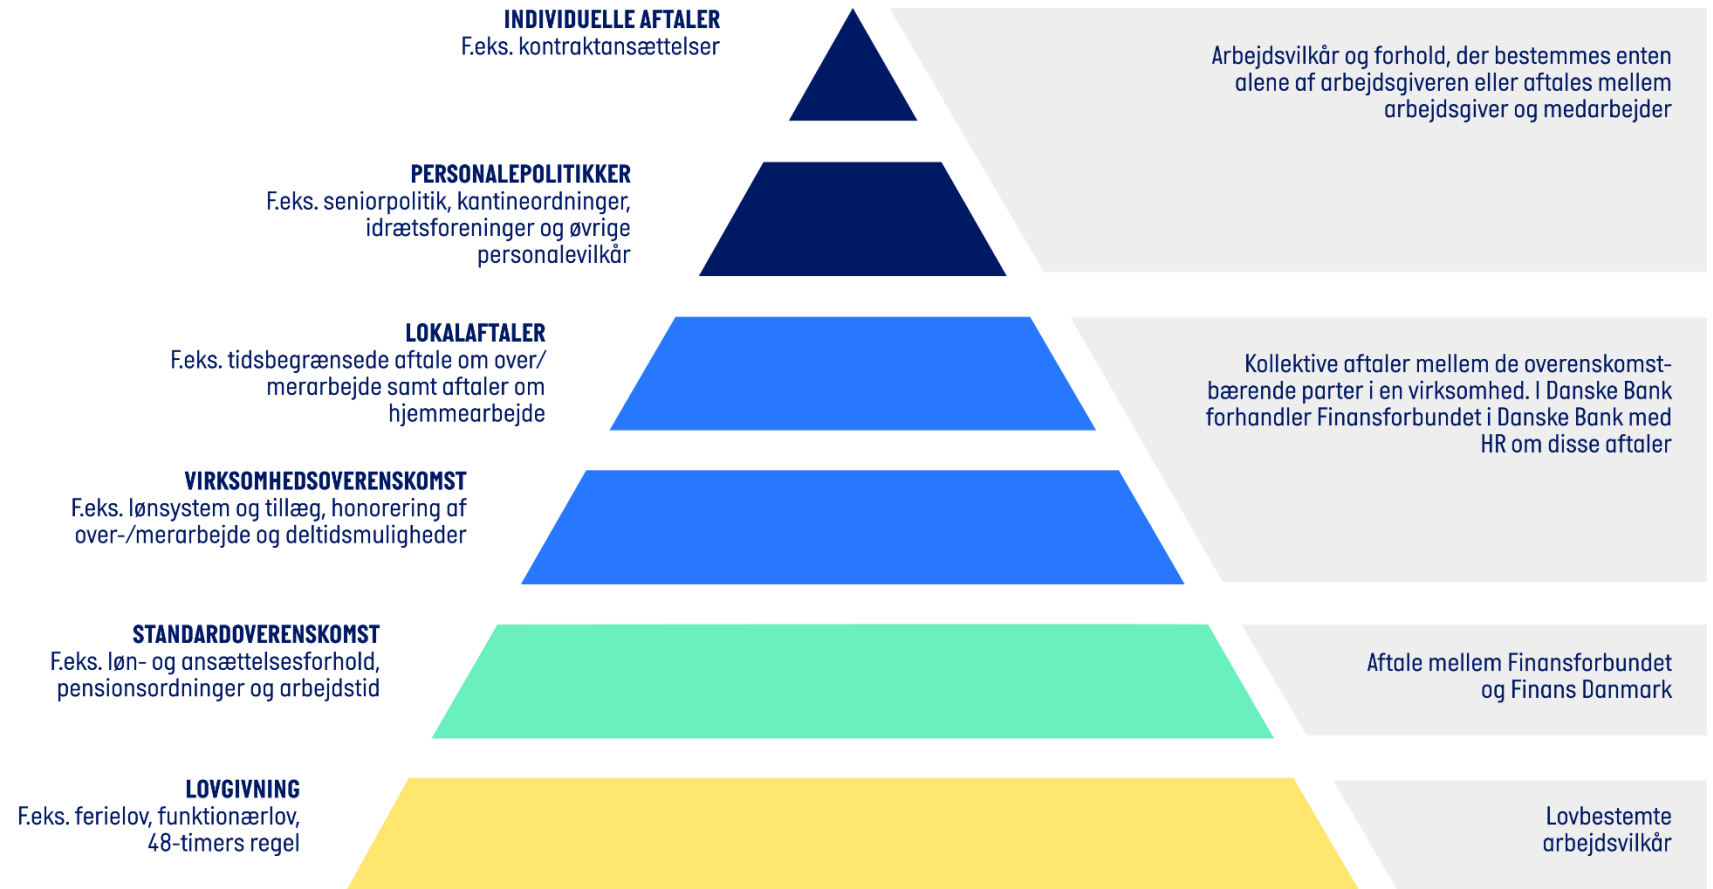 INDIVIDUELLE AFTALER
F.eks. kontraktansættelser
Arbejdsvilkår og forhold, der bestemmes enten
alene af arbejdsgiveren eller aftales mellem
arbejdsgiver og medarbejder
PERSONALEPOLITIKKER
F.eks. seniorpolitik, kantineordninger,
idrætsforeninger og øvrige
personalevilkår
LOKALAFTALER
F.eks. tidsbegrænsede aftale om over/
merarbejde samt aftaler om
hjemmearbejde
Kollektive aftaler mellem de overenskomst-
bærende parter i en virksomhed. I Danske Bank
forhandler Finansforbundet i Danske Bank med
HR om disse aftaler
VIRKSOMHEDSOVERENSKOMST
F.eks. lønsystem og tillæg, honorering af
over-/merarbejde og deltidsmuligheder
STANDARDOVERENSKOMST
F.eks. løn- og ansættelsesforhold,
pensionsordninger og arbejdstid
Aftale mellem Finansforbundet
og Finans Danmark
LOVGIVNING
F.eks. ferielov, funktionærlov,
48-timers regel
Lovbestemte
arbejdsvilkår